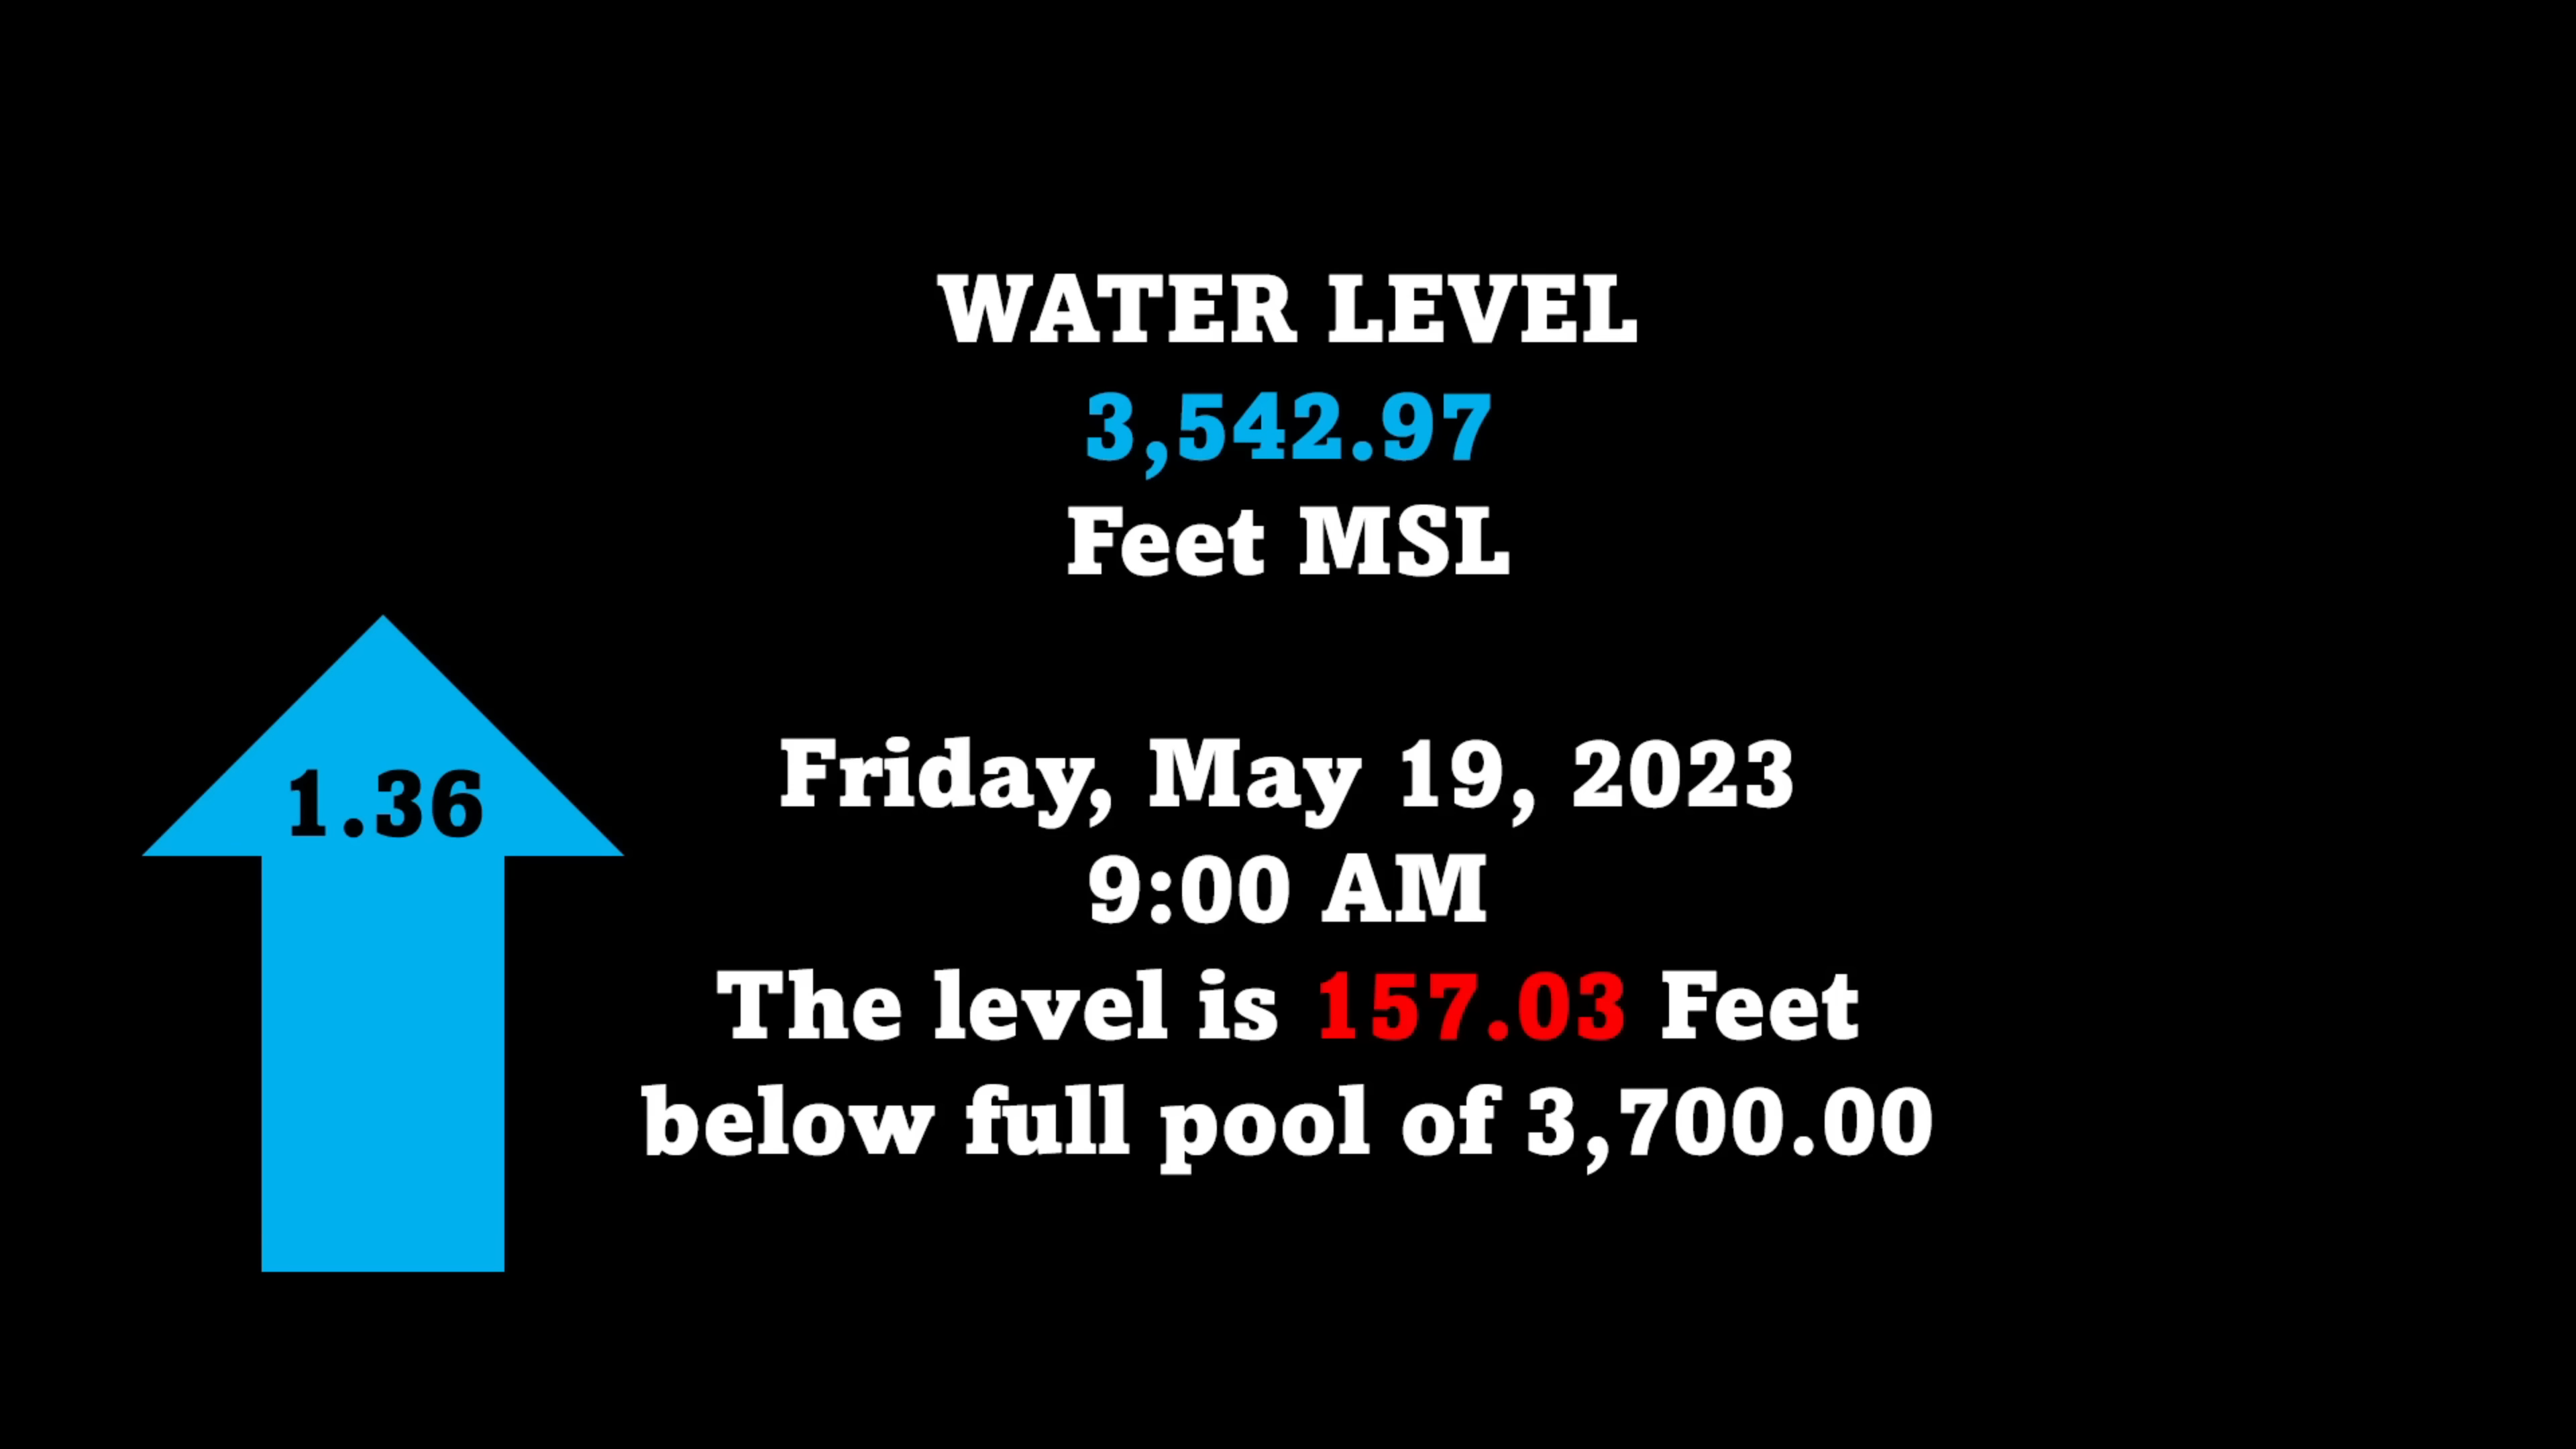 WATER LEVEL
3,542.97
Feet MSL
1.36
Friday, May 19, 2023
9:00 AM
The level is 157.03 Feet
below full pool of 3,700.00